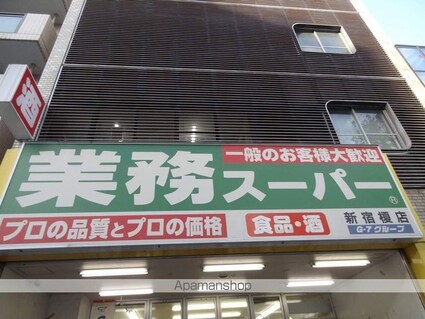 一般のお客様大歓迎
業務スーパー®
プロの品質とプロの価格
食品・酒
新宿榎店
G-7グループ
Apamanshop